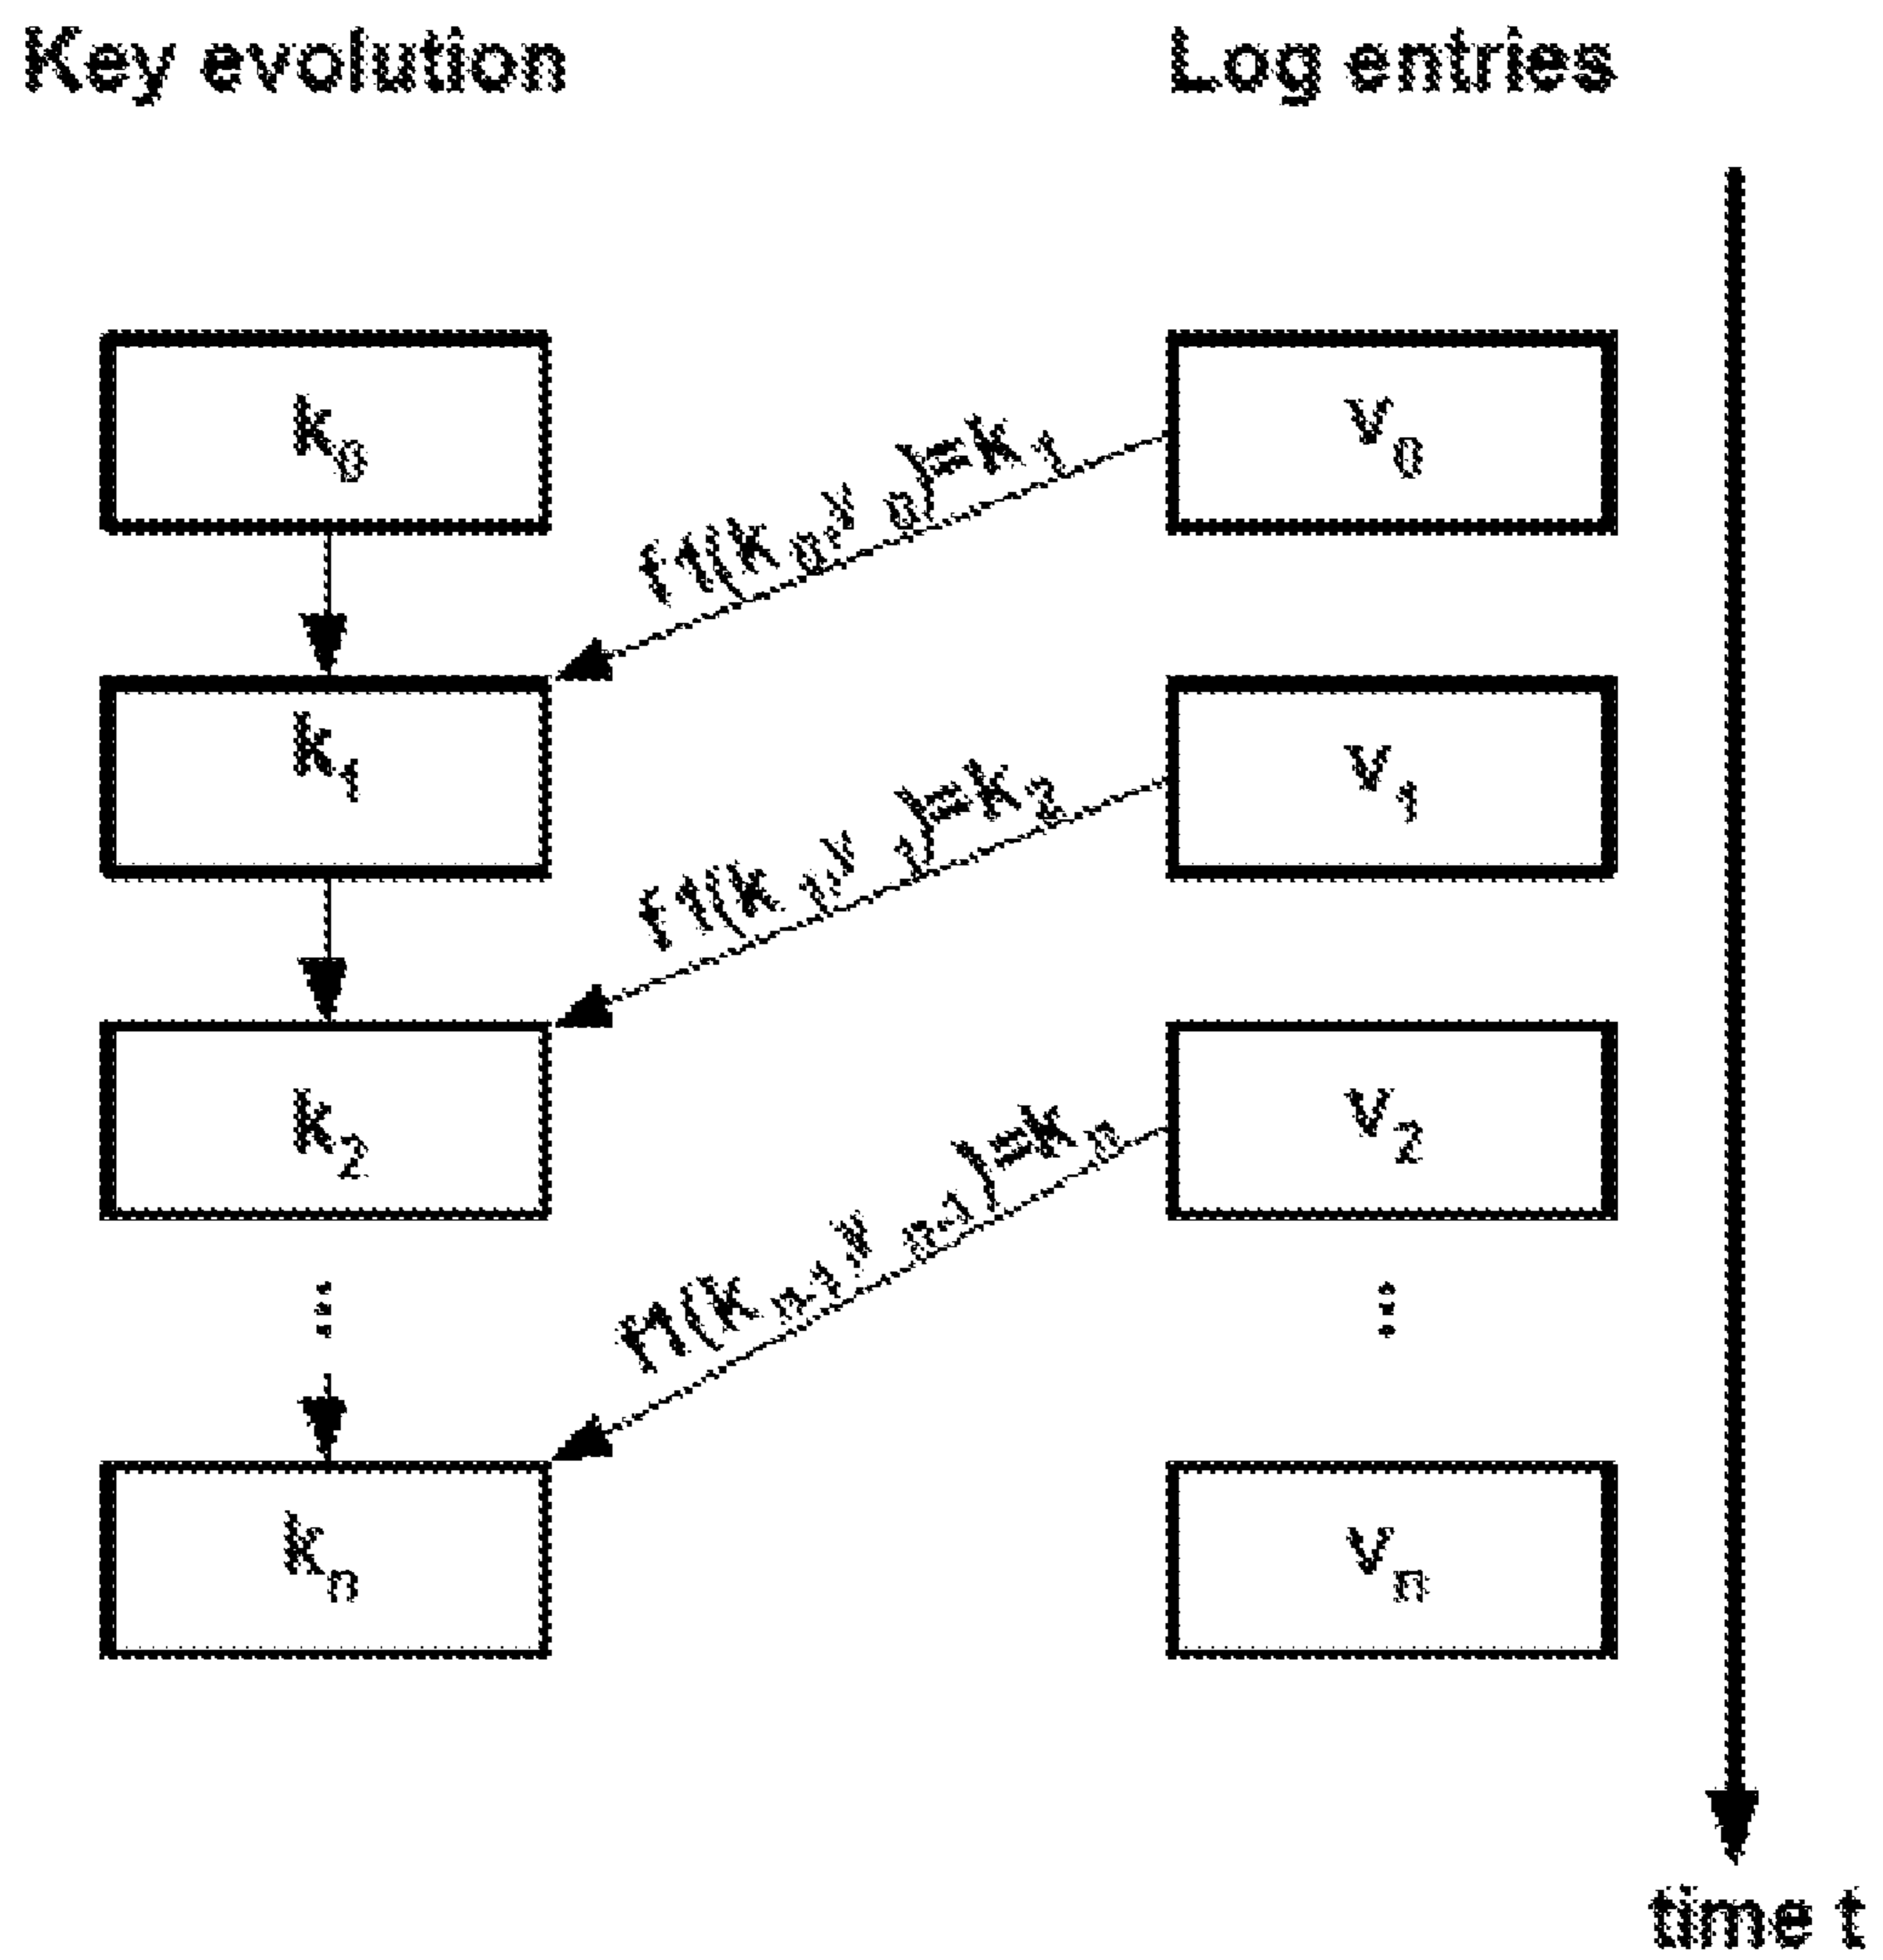 Key evolution
Log entries
k0
v0
f1(k0,v0)=k1
k1
v1
f1(k1,v1)=k2
k2
v2
f1(kn-1,vn-1)=kn
⋮
⋮
kn
vn
time t